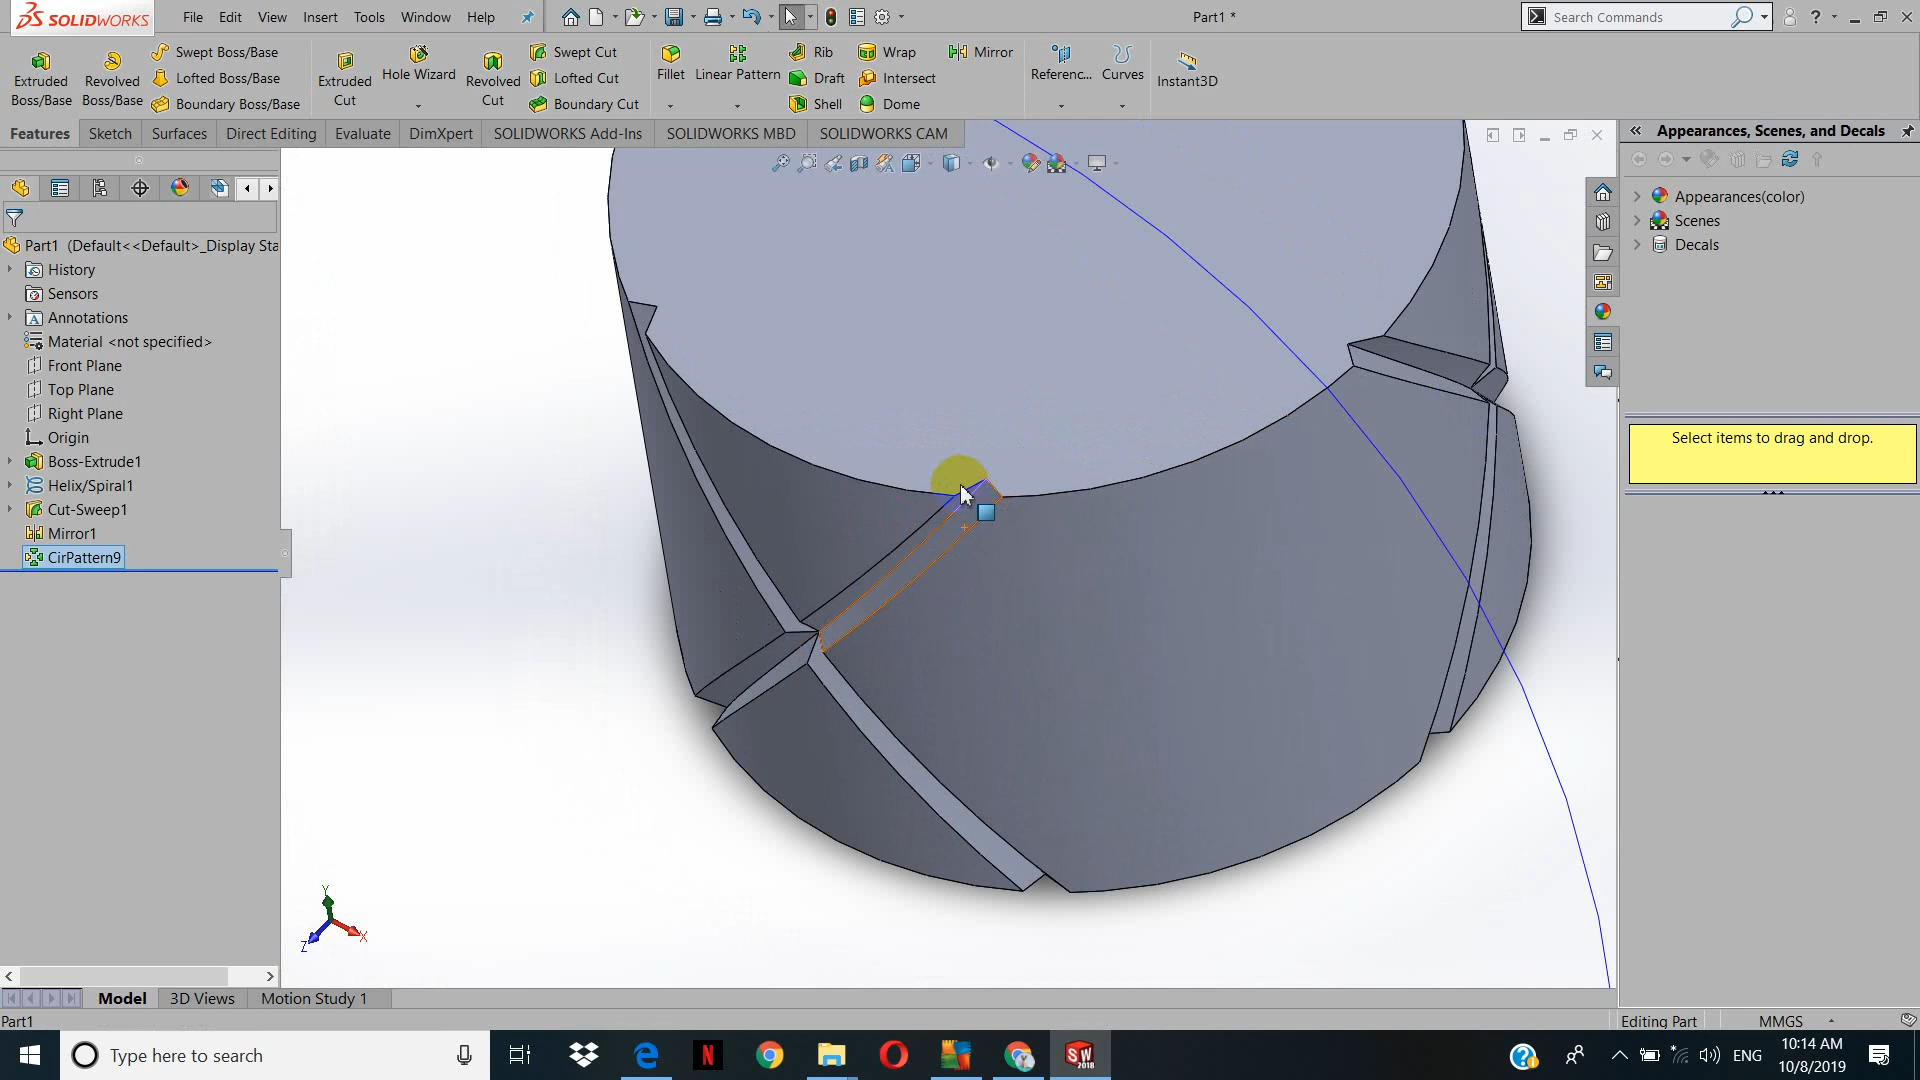 SOLIDWORKS
File Edit View Insert Tools Window Help
Part1 *
Search Commands
?
Extruded Boss/Base
Revolved Boss/Base
Swept Boss/Base
Lofted Boss/Base
Boundary Boss/Base
Extruded Cut
Hole Wizard
Revolved Cut
Swept Cut
Lofted Cut
Boundary Cut
Fillet
Linear Pattern
Rib
Draft
Shell
Wrap
Intersect
Dome
Mirror
Referenc...
Curves
Instant3D
Features Sketch Surfaces Direct Editing Evaluate DimXpert SOLIDWORKS Add-Ins SOLIDWORKS MBD SOLIDWORKS CAM
Appearances, Scenes, and Decals
Appearances(color)
Scenes
Decals
Select items to drag and drop.
Part1 (Default<<Default>_Display Sta
History
Sensors
Annotations
Material <not specified>
Front Plane
Top Plane
Right Plane
Origin
Boss-Extrude1
Helix/Spiral1
Cut-Sweep1
Mirror1
CirPattern9
Y
X
Z
Model 3D Views Motion Study 1
Part1
Editing Part
MMGS
Type here to search
N
SW
2018
ENG
10:14 AM
10/8/2019